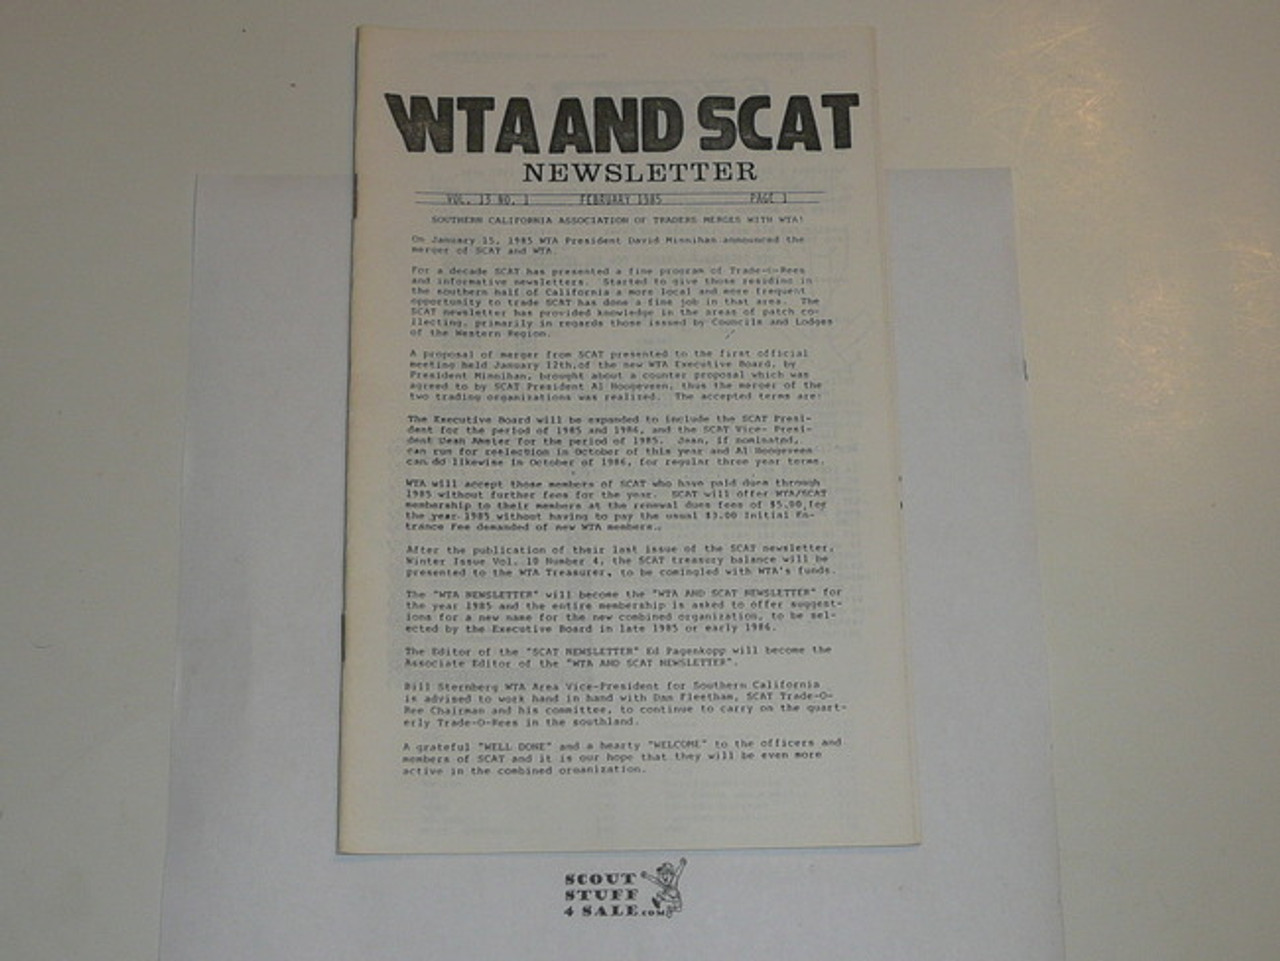 WTA AND SCAT
NEWSLETTER
VOL. 13 NO. 1 FEBRUARY 1985 PAGE 1
SOUTHERN CALIFORNIA ASSOCIATION OF TRADERS MERGES WITH WTA!
On January 15, 1985 WTA President David Minnihan announced the
merger of SCAT and WTA.
For a decade SCAT has presented a fine program of Trade-O-Rees
and informative newsletters. Started to give those residing in
the southern half of California a more local and more frequent
opportunity to trade SCAT has done a fine job in that area. The
SCAT newsletter has provided knowledge in the areas of patch co-
llecting, primarily in regards those issued by Councils and Lodges
of the Western Region.
A proposal of merger from SCAT presented to the first official
meeting held January 12th,of the new WTA Executive Board, by
President Minnihan, brought about a counter proposal which was
agreed to by SCAT President Al Hoogeveen, thus the merger of the
two trading organizations was realized. The accepted terms are:
The Executive Board will be expanded to include the SCAT Presi-
dent for the period of 1985 and 1986, and the SCAT Vice- Presi-
dent Dean for the period of 1985. if nominated,
can run for reelection in October of this year and Al Hoogeveen
can do likewise in October of 1986, for regular three year terms.
WTA will accept those members of SCAT who have paid dues through
1985 without further fees for the year. SCAT will offer WTA/SCAT
membership to their members at the renewal dues fees of $5.00 for
the year 1985 without having to pay the usual $3.00 Initial En-
trance Fee demanded of new WTA members.
After the publication of their last issue of the SCAT newsletter,
Winter Issue Vol. 10 Number 4, the SCAT treasury balance will be
presented to the WTA Treasurer, to be comingled with WTA's funds.
The "WTA NEWSLETTER" will become the "WTA AND SCAT NEWSLETTER" for
the year 1985 and the entire membership is asked to offer suggest-
ions for a new name for the new combined organization, to be sel-
ected by the Executive Board in late 1985 or early 1986.
The Editor of the "SCAT NEWSLETTER" Ed Pagenkopp will become the
Associate Editor of the "WTA AND SCAT NEWSLETTER".
Bill Sternberg WTA Area Vice-President for Southern California
is advised to work hand in hand with Dan Fleetham, SCAT Trade-O-
Ree Chairman and his committee, to continue to carry on the quart-
erly Trade-O-Rees in the southland.
A grateful "WELL DONE" and a hearty "WELCOME" to the officers and
members of SCAT and it is our hope that they will be even more
active in the combined organization.
SCOUT
STUFF
4 SALE.com